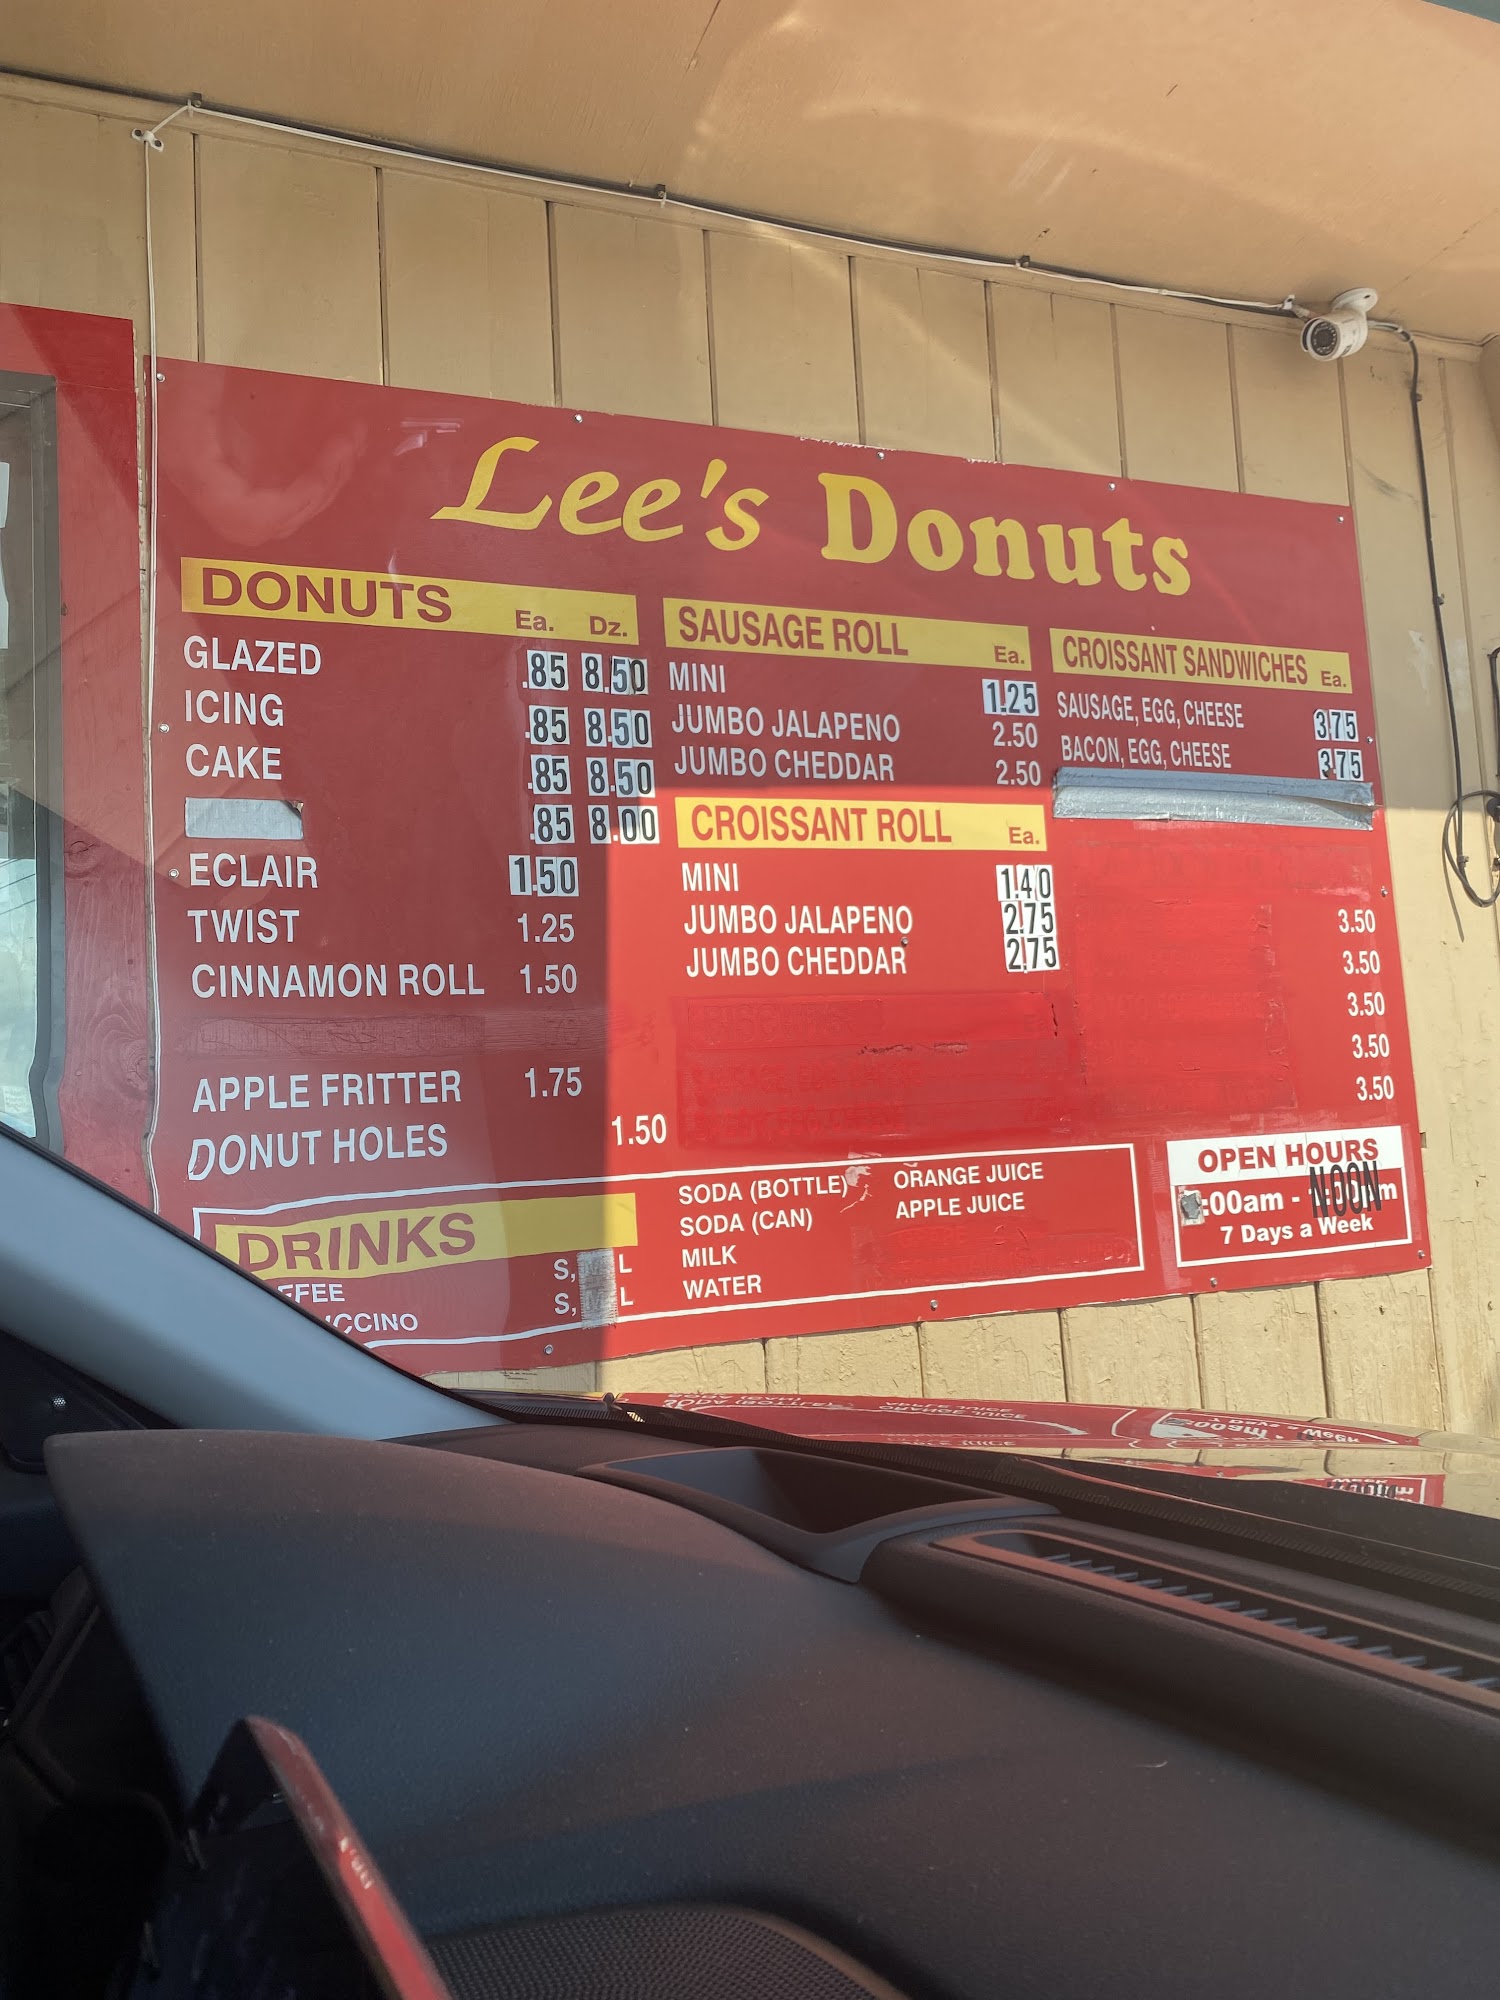 Lee's Donuts
DONUTS Ea. Dz.
GLAZED .85 8.50
ICING .85 8.50
CAKE .85 8.50
.85 8.00
ECLAIR 1.50
TWIST 1.25
CINNAMON ROLL 1.50
APPLE FRITTER 1.75
DONUT HOLES 1.50
SAUSAGE ROLL Ea.
MINI 1.25
JUMBO JALAPENO 2.50
JUMBO CHEDDAR 2.50
CROISSANT ROLL Ea.
MINI 1.40
JUMBO JALAPENO 2.75
JUMBO CHEDDAR 2.75
CROISSANT SANDWICHES Ea.
SAUSAGE, EGG, CHEESE 3.75
BACON, EGG, CHEESE 3.75
3.50
3.50
3.50
3.50
3.50
DRINKS
FFEE S, L
CCINO S, L
SODA (BOTTLE)
SODA (CAN)
MILK
WATER
ORANGE JUICE
APPLE JUICE
OPEN HOURS
:00am - NOON
7 Days a Week